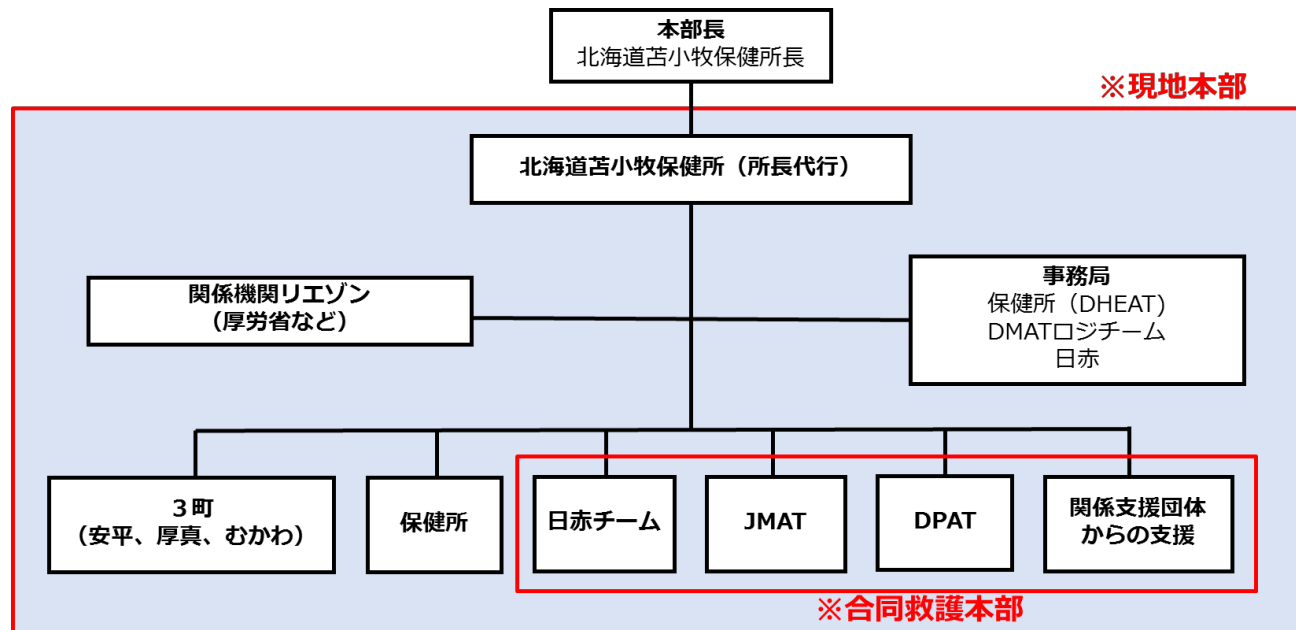 本部長
北海道苫小牧保健所長
※現地本部
北海道苫小牧保健所（所長代行）
関係機関リエゾン
（厚労省など）
事務局
保健所（DHEAT)
DMATロジチーム
日赤
３町
（安平、厚真、むかわ）
保健所
日赤チーム
JMAT
DPAT
関係支援団体
からの支援
※合同救護本部